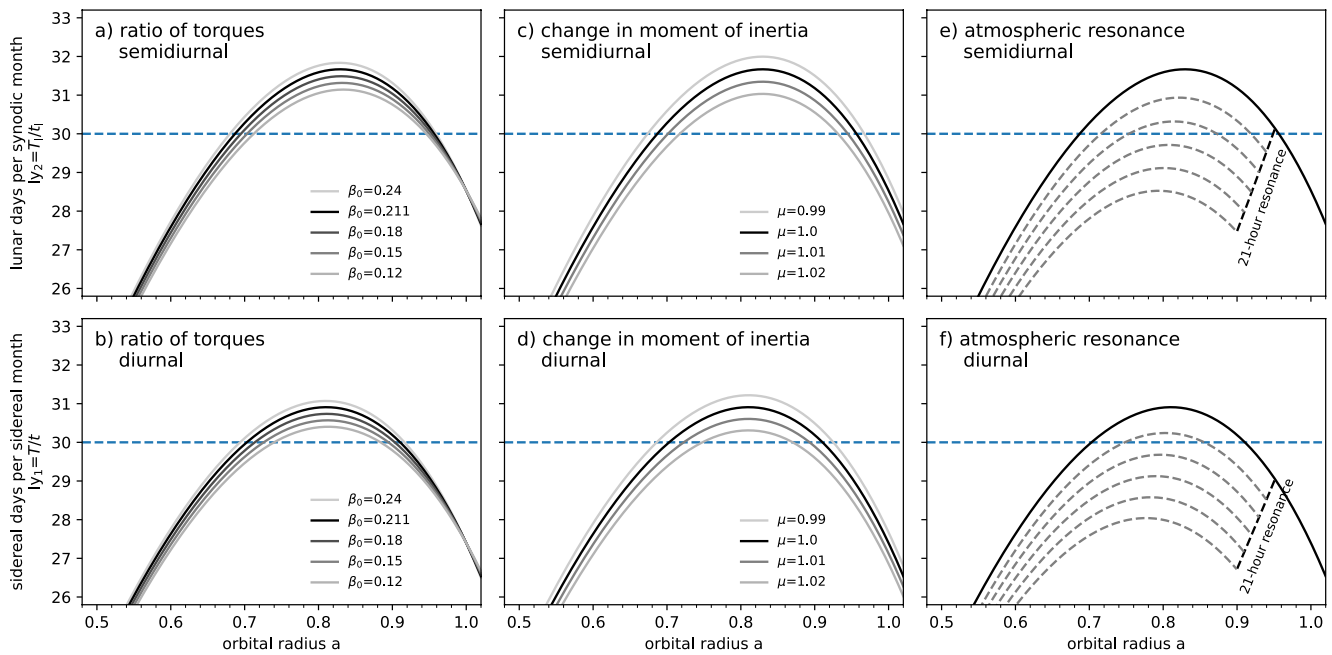 a) ratio of torques
semidiurnal
c) change in moment of inertia
semidiurnal
e) atmospheric resonance
semidiurnal
33
32
31
30
29
28
27
26
lunar days per synodic month
ly₂=Tₗ/tₗ
β₀=0.24
β₀=0.211
β₀=0.18
β₀=0.15
β₀=0.12
μ=0.99
μ=1.0
μ=1.01
μ=1.02
21-hour resonance
b) ratio of torques
diurnal
d) change in moment of inertia
diurnal
f) atmospheric resonance
diurnal
33
32
31
30
29
28
27
26
sidereal days per sidereal month
ly₁=T/t
β₀=0.24
β₀=0.211
β₀=0.18
β₀=0.15
β₀=0.12
μ=0.99
μ=1.0
μ=1.01
μ=1.02
21-hour resonance
0.5 0.6 0.7 0.8 0.9 1.0
0.5 0.6 0.7 0.8 0.9 1.0
0.5 0.6 0.7 0.8 0.9 1.0
orbital radius a
orbital radius a
orbital radius a